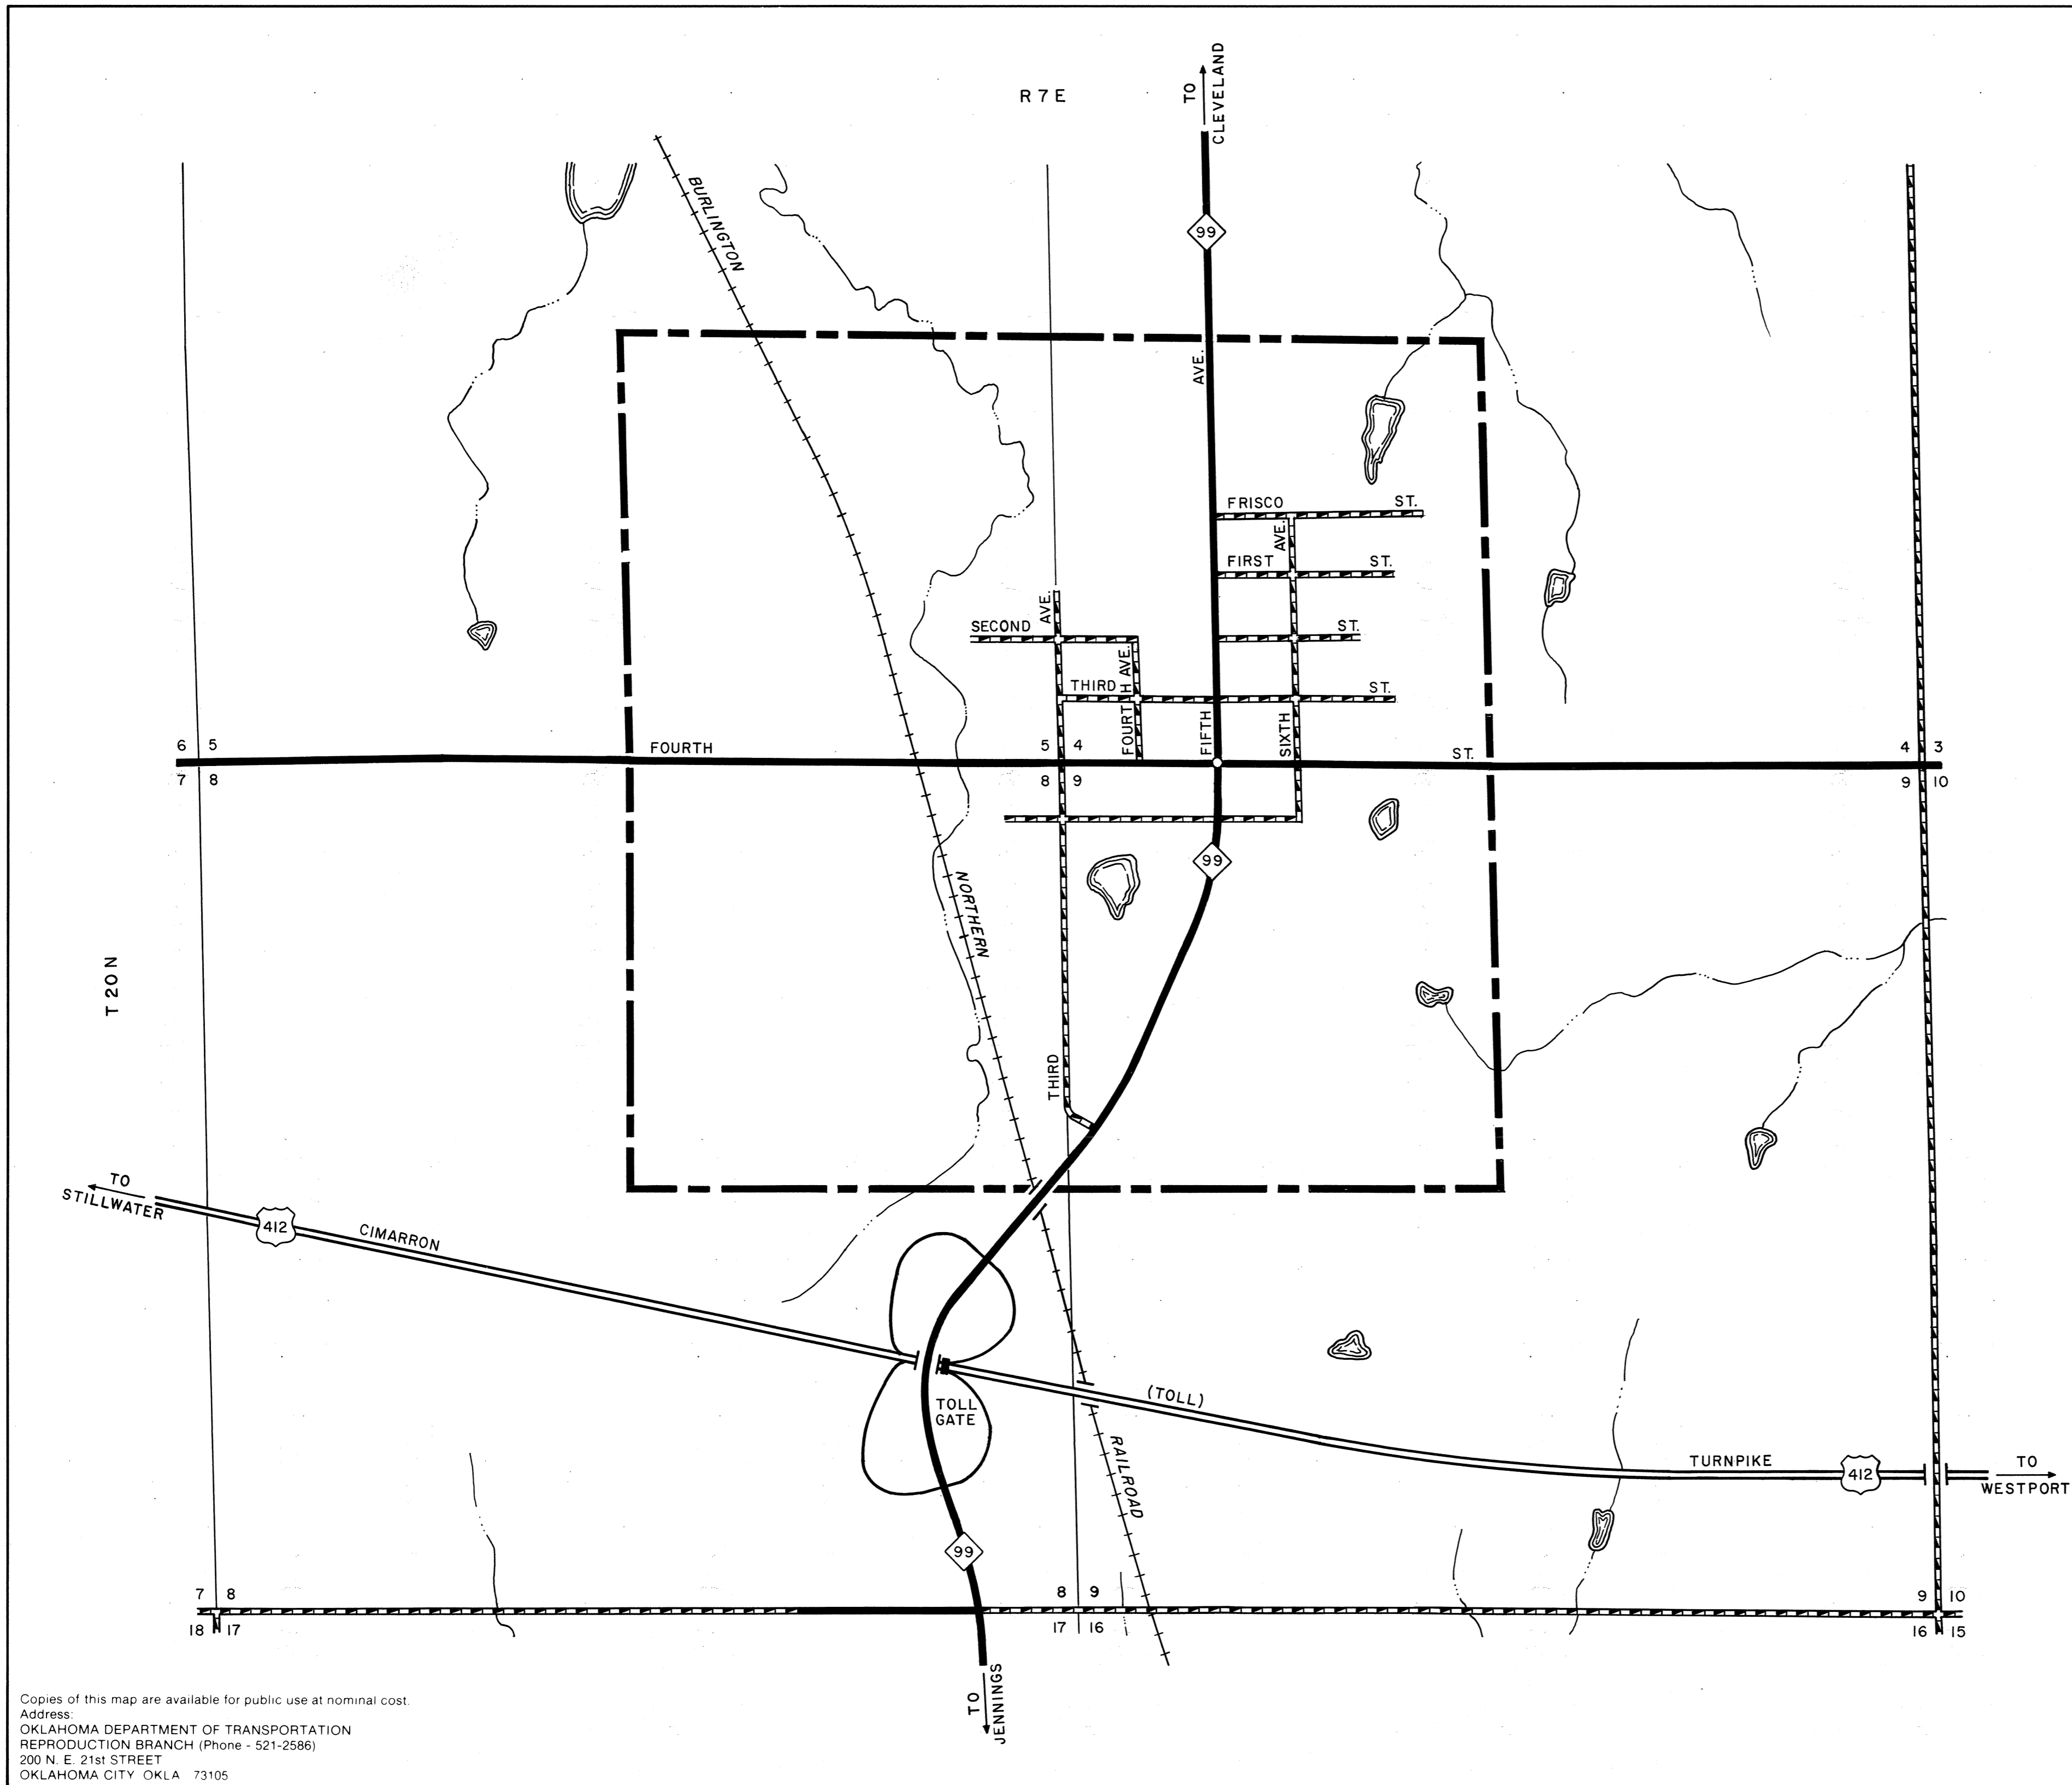 R 7 E
TO
CLEVELAND
BURLINGTON
99
AVE.
FRISCO ST.
AVE.
FIRST ST.
AVE.
SECOND ST.
FOURTH AVE.
THIRD ST.
FIFTH
SIXTH
6 5
5 4
4 3
FOURTH ST.
7 8
8 9
9 10
99
NORTHERN
T 20 N
THIRD
TO
STILLWATER
412
CIMARRON
TOLL
GATE
(TOLL)
RAILROAD
TURNPIKE
412
TO
WESTPORT
99
7 8
8 9
9 10
18 17
17 16
16 15
TO
JENNINGS
Copies of this map are available for public use at nominal cost.
Address:
OKLAHOMA DEPARTMENT OF TRANSPORTATION
REPRODUCTION BRANCH (Phone - 521-2586)
200 N. E. 21st STREET
OKLAHOMA CITY OKLA 73105